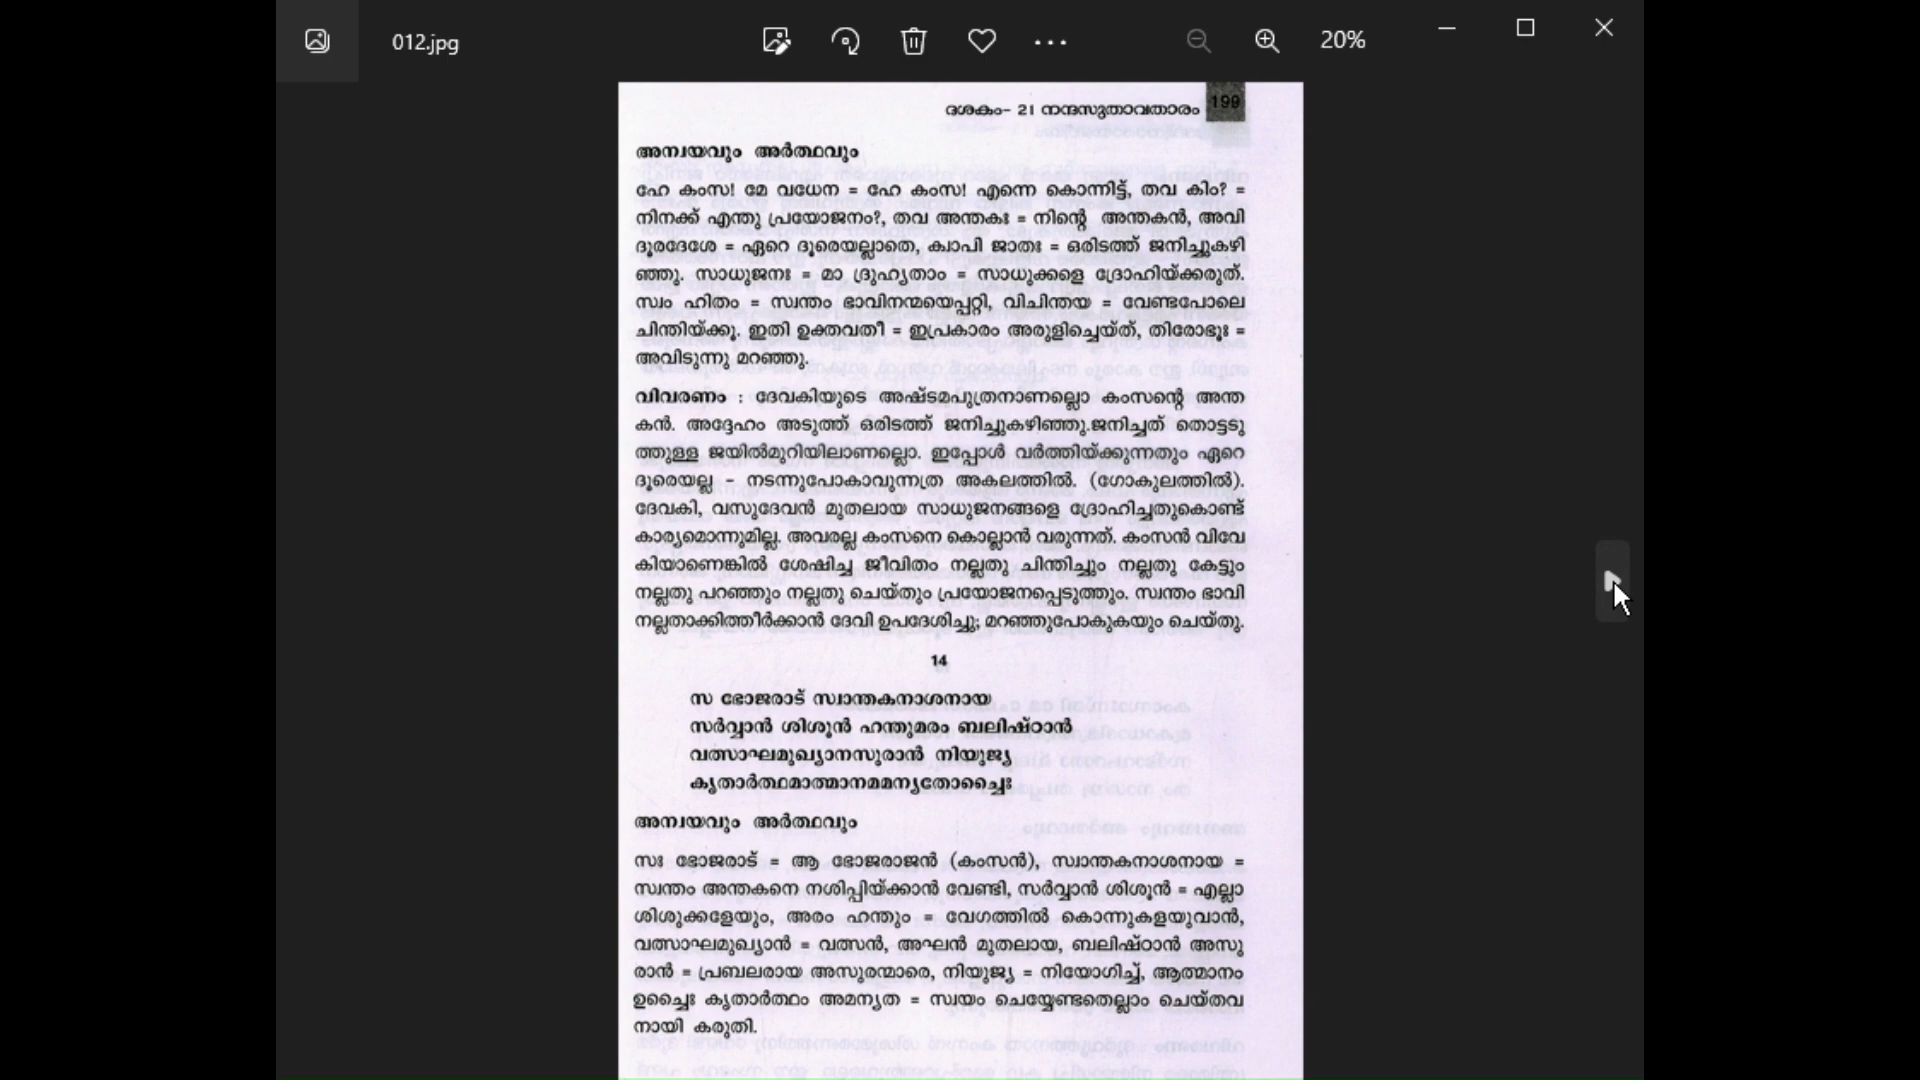 012.jpg
20%
ദശകം- 21 നന്ദസുതാവതാരം 199
അന്വയവും അർത്ഥവും
ഹേ കംസ! മേ വധേന = ഹേ കംസ! എന്നെ കൊന്നിട്ട്, തവ കിം? =
നിനക്ക് എന്തു പ്രയോജനം?, തവ അന്തകഃ = നിന്റെ അന്തകൻ, അവി
ദൂരദേശേ = ഏറെ ദൂരെയല്ലാതെ, ക്വാപി ജാതഃ = ഒരിടത്ത് ജനിച്ചുകഴി
ഞ്ഞു. സാധുജനഃ = മാ ദ്രുഹ്യതാം = സാധുക്കളെ ദ്രോഹിയ്ക്കരുത്.
സ്വം ഹിതം = സ്വന്തം ഭാവിനന്മയെപ്പറ്റി, വിചിന്തയ = വേണ്ടപോലെ
ചിന്തിയ്ക്കൂ. ഇതി ഉക്തവതീ = ഇപ്രകാരം അരുളിച്ചെയ്ത്, തിരോഭൂഃ =
അവിടുന്നു മറഞ്ഞു.
വിവരണം : ദേവകിയുടെ അഷ്ടമപുത്രനാണല്ലൊ കംസന്റെ അന്ത
കൻ. അദ്ദേഹം അടുത്ത് ഒരിടത്ത് ജനിച്ചുകഴിഞ്ഞു.ജനിച്ചത് തൊട്ടടു
ത്തുള്ള ജയിൽമുറിയിലാണല്ലൊ. ഇപ്പോൾ വർത്തിയ്ക്കുന്നതും ഏറെ
ദൂരെയല്ല – നടന്നുപോകാവുന്നത്ര അകലത്തിൽ. (ഗോകുലത്തിൽ).
ദേവകി, വസുദേവൻ മുതലായ സാധുജനങ്ങളെ ദ്രോഹിച്ചതുകൊണ്ട്
കാര്യമൊന്നുമില്ല. അവരല്ല കംസനെ കൊല്ലാൻ വരുന്നത്. കംസൻ വിവേ
കിയാണെങ്കിൽ ശേഷിച്ച ജീവിതം നല്ലതു ചിന്തിച്ചും നല്ലതു കേട്ടും
നല്ലതു പറഞ്ഞും നല്ലതു ചെയ്തും പ്രയോജനപ്പെടുത്തും. സ്വന്തം ഭാവി
നല്ലതാക്കിത്തീർക്കാൻ ദേവി ഉപദേശിച്ചു; മറഞ്ഞുപോകുകയും ചെയ്തു.
14
സ ഭോജരാട് സ്വാന്തകനാശനായ
സർവ്വാൻ ശിശൂൻ ഹന്തുമരം ബലിഷ്ഠാൻ
വത്സാഘമുഖ്യാനസുരാൻ നിയുജ്യ
കൃതാർത്ഥമാത്മാനമമന്യതോച്ചൈഃ
അന്വയവും അർത്ഥവും
സഃ ഭോജരാട് = ആ ഭോജരാജൻ (കംസൻ), സ്വാന്തകനാശനായ =
സ്വന്തം അന്തകനെ നശിപ്പിയ്ക്കാൻ വേണ്ടി, സർവ്വാൻ ശിശൂൻ = എല്ലാ
ശിശുക്കളേയും, അരം ഹന്തും = വേഗത്തിൽ കൊന്നുകളയുവാൻ,
വത്സാഘമുഖ്യാൻ = വത്സൻ, അഘൻ മുതലായ, ബലിഷ്ഠാൻ അസു
രാൻ = പ്രബലരായ അസുരന്മാരെ, നിയുജ്യ = നിയോഗിച്ച്, ആത്മാനം
ഉച്ചൈഃ കൃതാർത്ഥം അമന്യത = സ്വയം ചെയ്യേണ്ടതെല്ലാം ചെയ്തവ
നായി കരുതി.